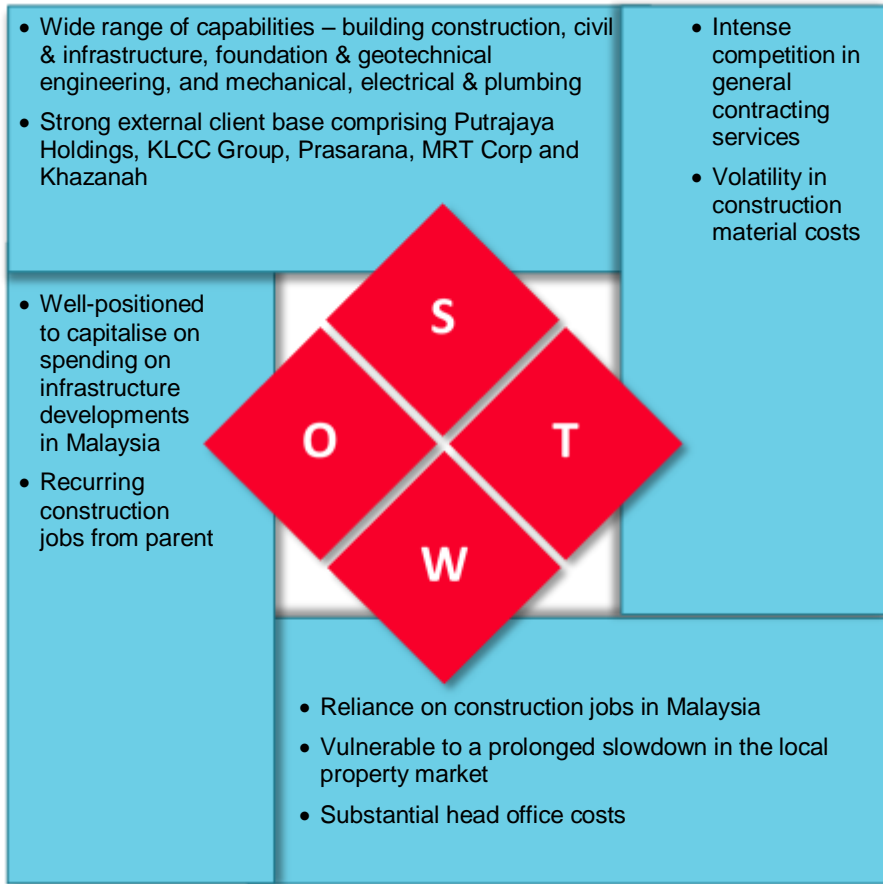 • Wide range of capabilities – building construction, civil
& infrastructure, foundation & geotechnical
engineering, and mechanical, electrical & plumbing
• Strong external client base comprising Putrajaya
Holdings, KLCC Group, Prasarana, MRT Corp and
Khazanah
• Intense
competition in
general
contracting
services
• Volatility in
construction
material costs
• Well-positioned
to capitalise on
spending on
infrastructure
developments
in Malaysia
• Recurring
construction
jobs from parent
S
O
T
W
• Reliance on construction jobs in Malaysia
• Vulnerable to a prolonged slowdown in the local
property market
• Substantial head office costs